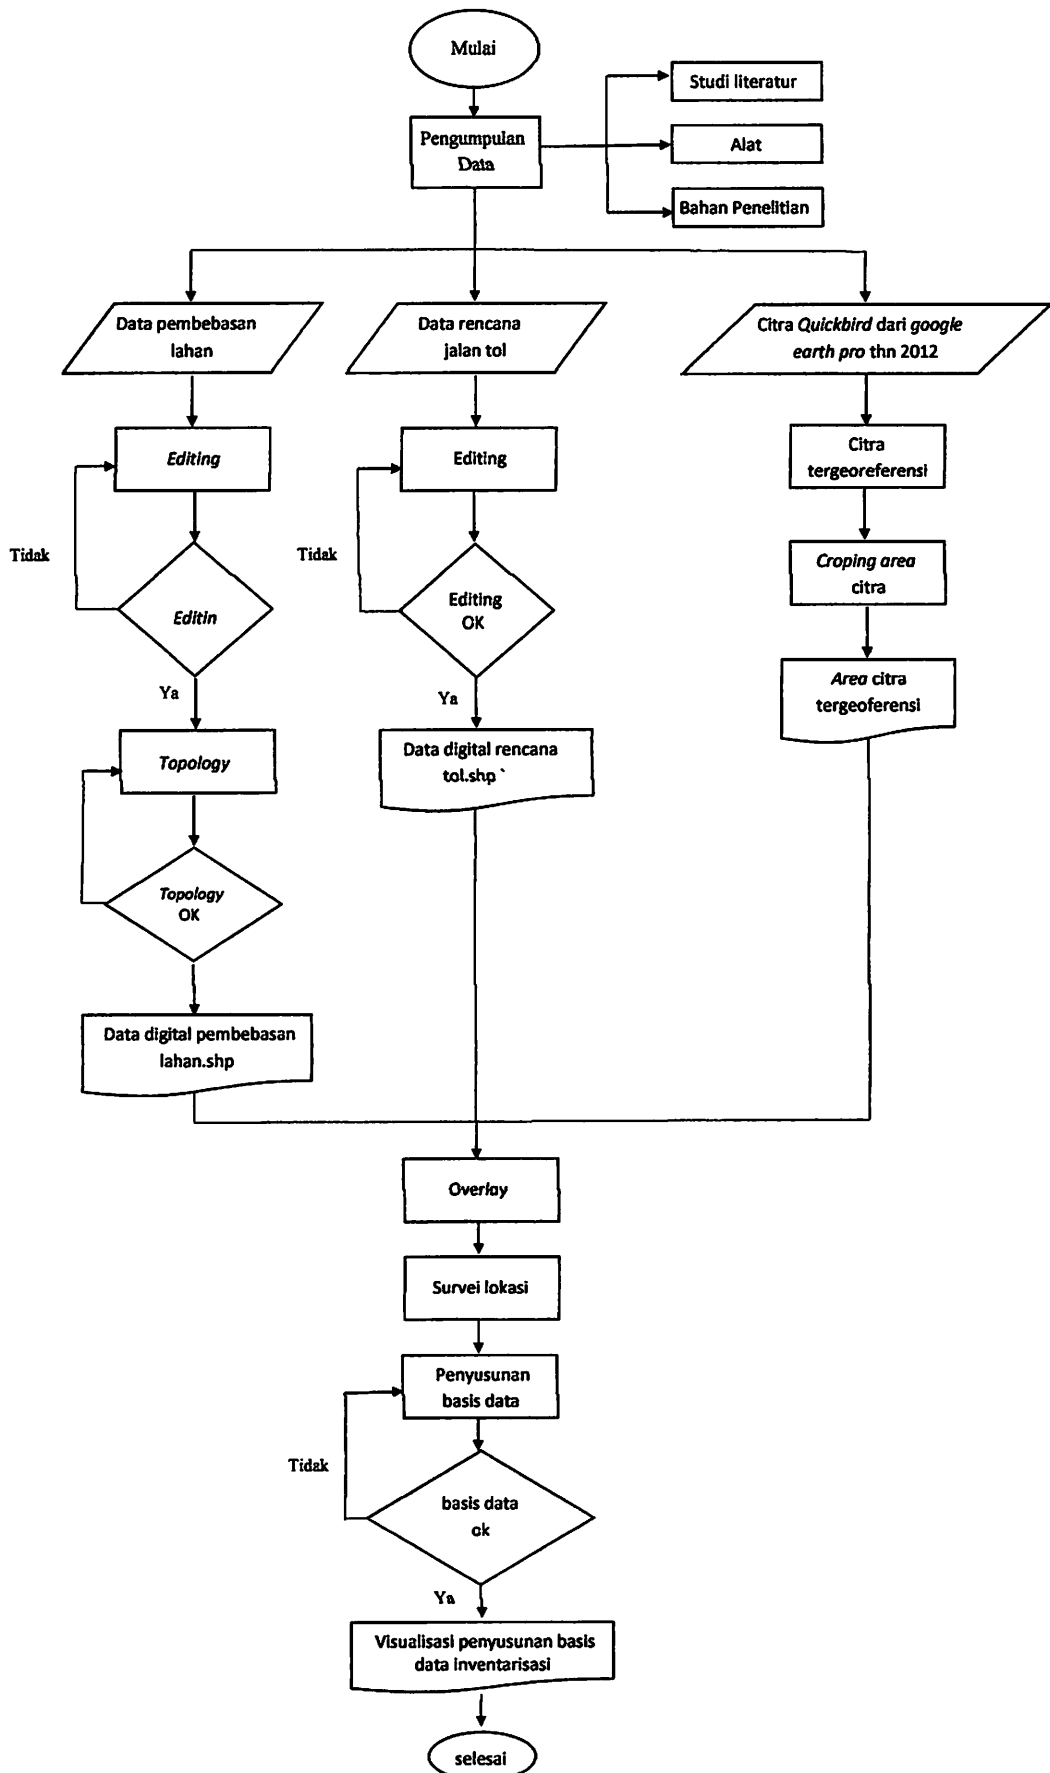 Mulai
Pengumpulan
Data
Studi literatur
Alat
Bahan Penelitian
Data pembebasan
lahan
Data rencana
jalan tol
Citra Quickbird dari google
earth pro thn 2012
Editing
Editing
Citra
tergeoreferensi
Tidak
Tidak
Editin
Editing
OK
Croping area
citra
Ya
Ya
Area citra
tergeoferensi
Topology
Data digital rencana
tol.shp `
Topology
OK
Data digital pembebasan
lahan.shp
Overlay
Survei lokasi
Penyusunan
basis data
Tidak
basis data
ok
Ya
Visualisasi penyusunan basis
data inventarisasi
selesai